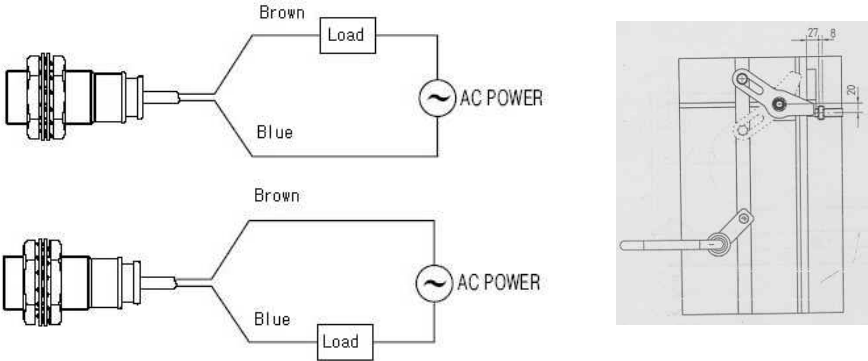 Brown
Load
AC POWER
Blue
Brown
AC POWER
Blue
Load
27 8
20